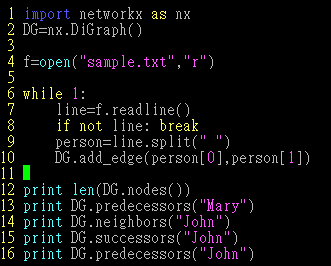 1 import networkx as nx
2 DG=nx.DiGraph()
3
4 f=open("sample.txt","r")
5
6 while 1:
7     line=f.readline()
8     if not line: break
9     person=line.split(" ")
10     DG.add_edge(person[0],person[1])
11
12 print len(DG.nodes())
13 print DG.predecessors("Mary")
14 print DG.neighbors("John")
15 print DG.successors("John")
16 print DG.predecessors("John")